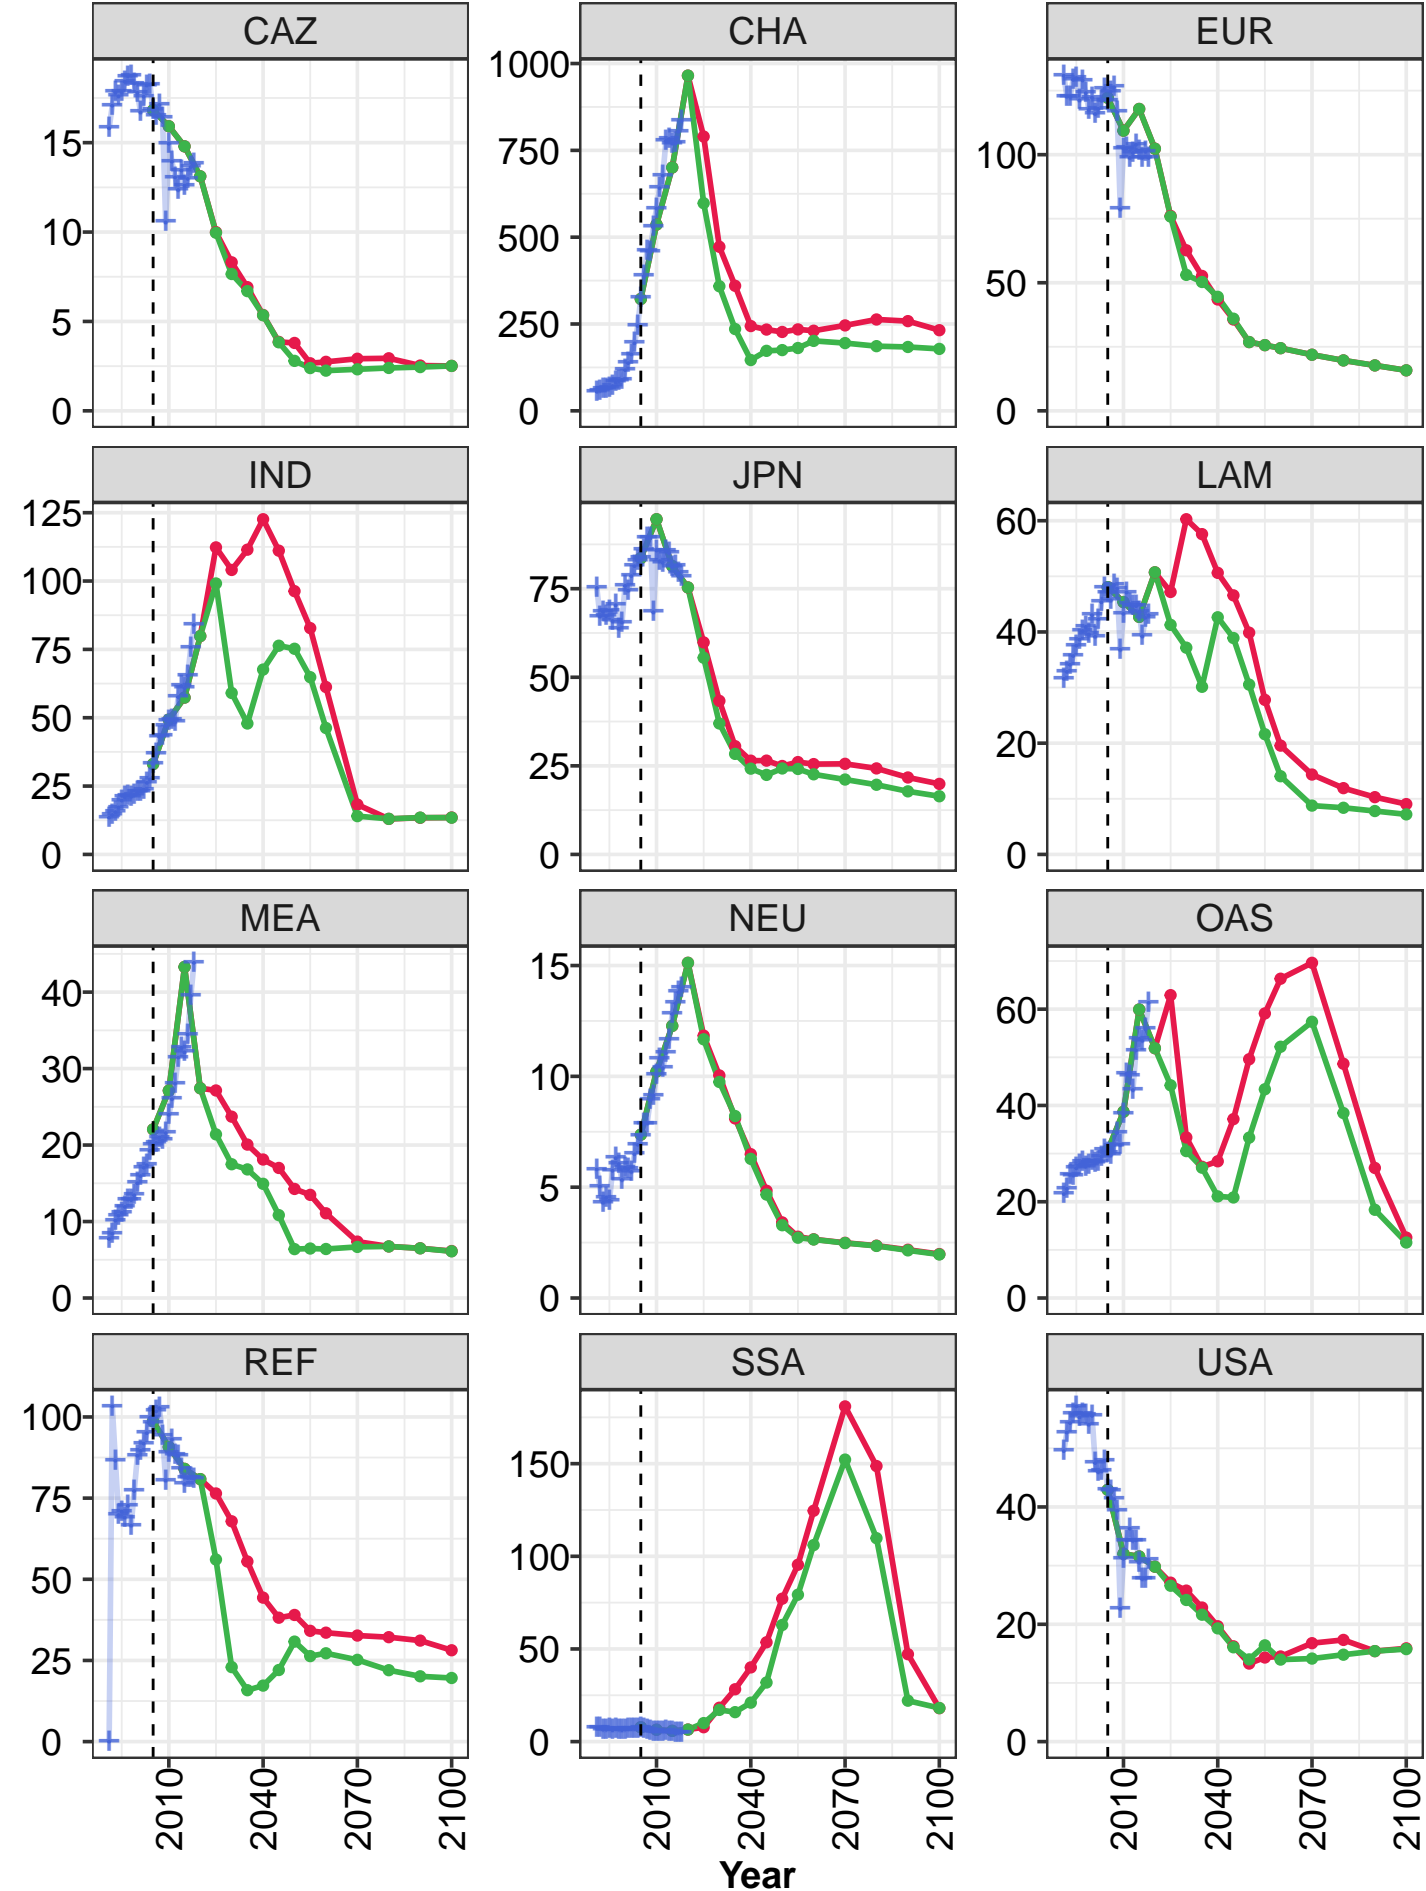 CAZ CHA EUR
15 10 5 0
1000 750 500 250 0
100 50 0
IND JPN LAM
125 100 75 50 25 0
75 50 25 0
60 40 20 0
MEA NEU OAS
40 30 20 10 0
15 10 5 0
60 40 20 0
REF SSA USA
100 75 50 25 0
150 100 50 0
40 20 0
2010 2040 2070 2100 2010 2040 2070 2100 2010 2040 2070 2100
Year